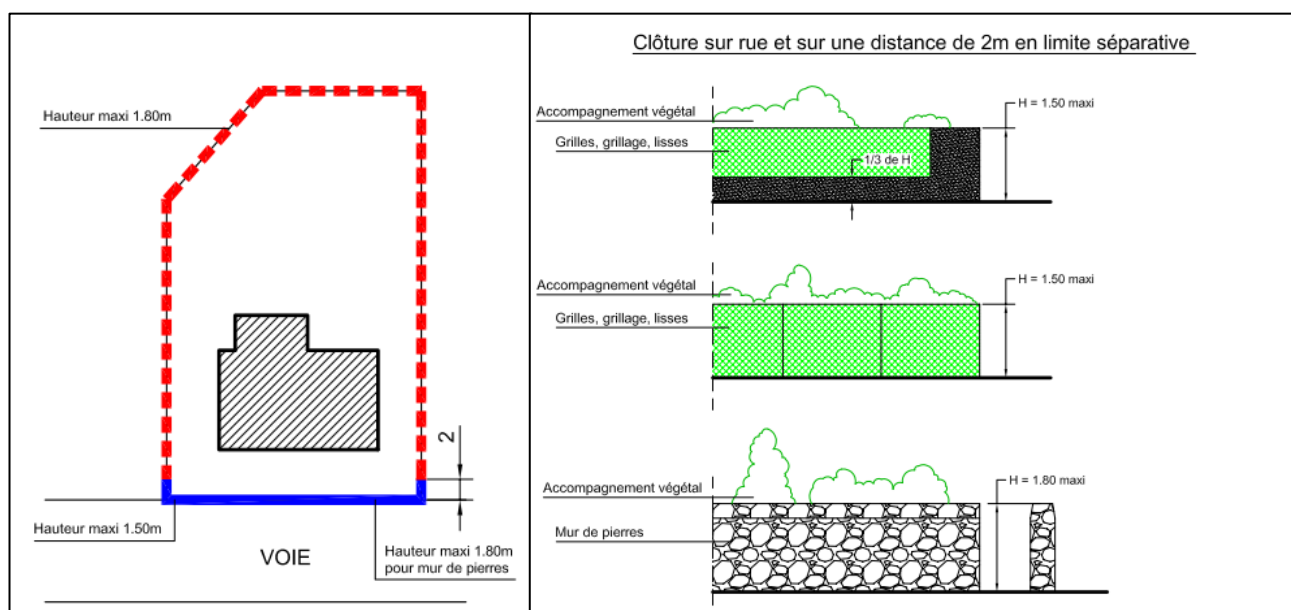 Hauteur maxi 1.80m
2
Hauteur maxi 1.50m
VOIE
Hauteur maxi 1.80m
pour mur de pierres
Clôture sur rue et sur une distance de 2m en limite séparative
Accompagnement végétal
H = 1.50 maxi
Grilles, grillage, lisses
1/3 de H
Accompagnement végétal
H = 1.50 maxi
Grilles, grillage, lisses
Accompagnement végétal
H = 1.80 maxi
Mur de pierres